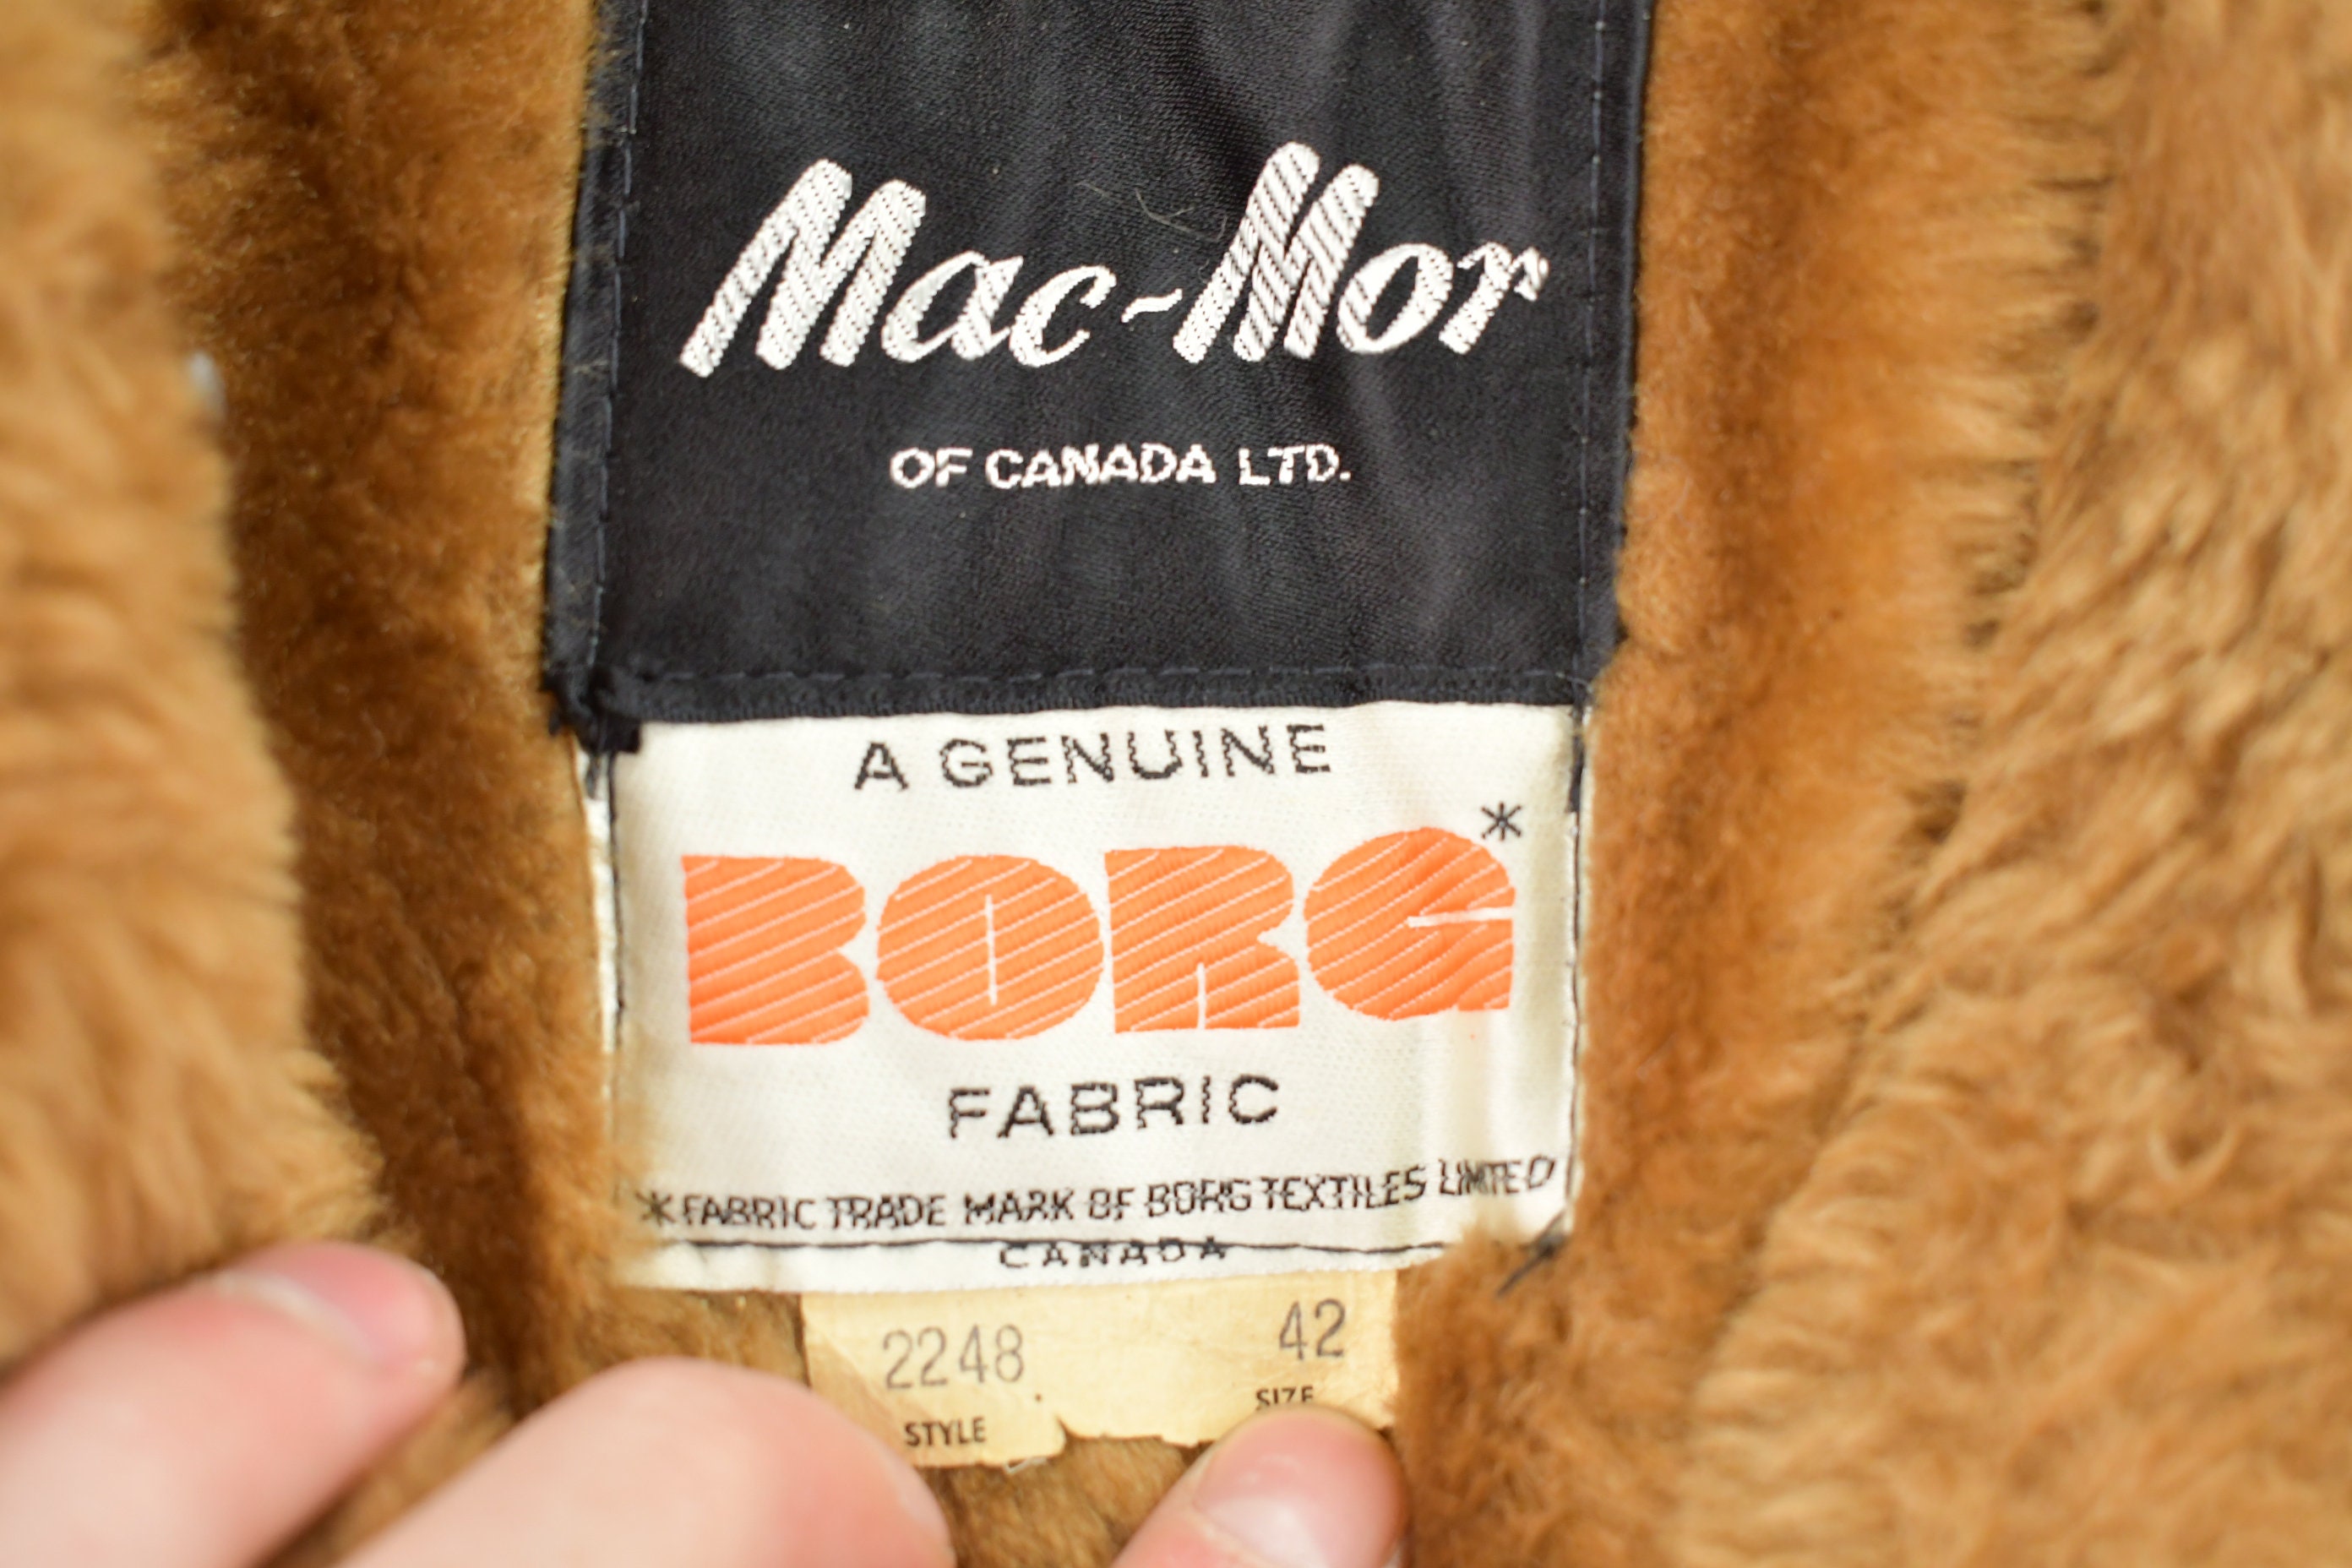 Mac-Mor
OF CANADA LTD.
A GENUINE
BORG*
FABRIC
*FABRIC TRADE MARK OF BORG TEXTILES LIMITED
CANADA
2248 42
STYLE SIZE